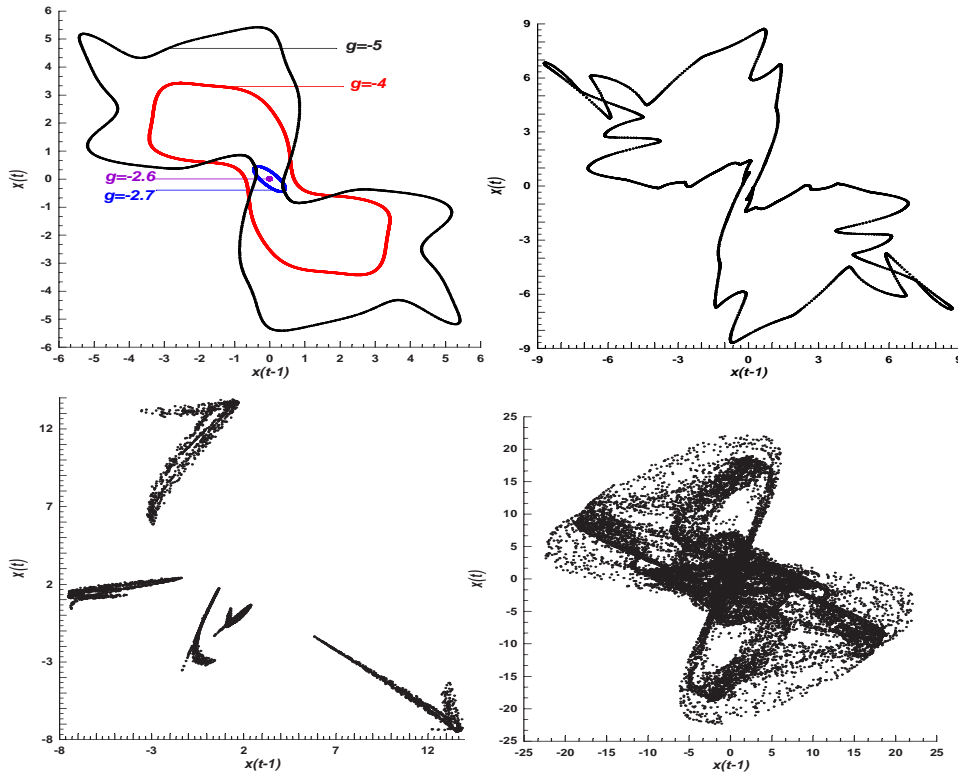 6
5
4
3
2
1
0
-1
-2
-3
-4
-5
-6
x(t)
g=-5
g=-4
g=-2.6
g=-2.7
-6 -5 -4 -3 -2 -1 0 1 2 3 4 5 6
x(t-1)
9
6
3
0
-3
-6
-9
x(t)
-9 -6 -3 0 3 6 9
x(t-1)
12
7
2
-3
-8
x(t)
-8 -3 2 7 12
x(t-1)
25
20
15
10
5
0
-5
-10
-15
-20
-25
x(t)
-25 -20 -15 -10 -5 0 5 10 15 20 25
x(t-1)